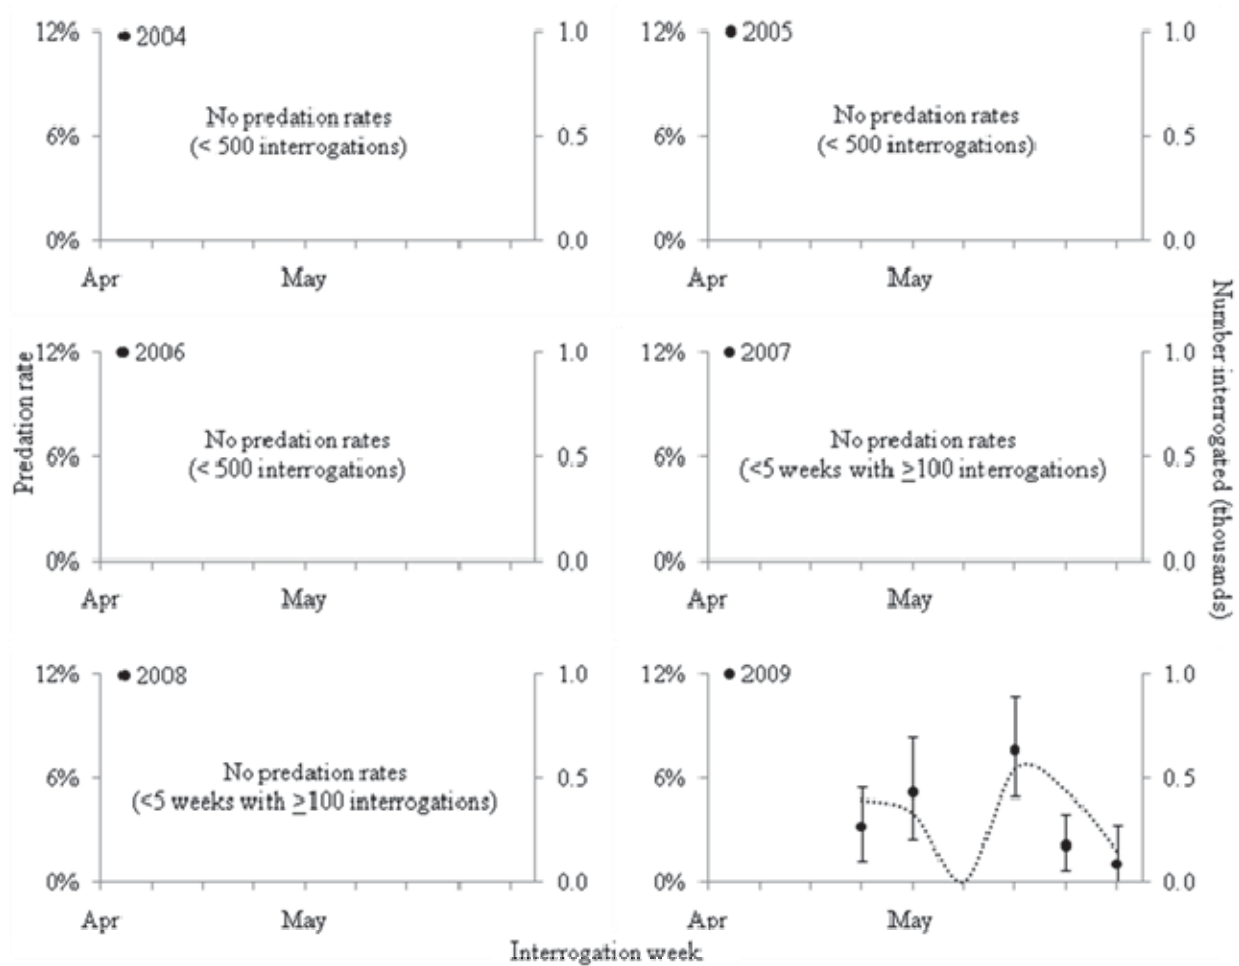 12%
2004
1.0
No predation rates
6%
(< 500 interrogations)
0.5
0%
0.0
Apr
May
12%
2005
1.0
No predation rates
6%
(< 500 interrogations)
0.5
0%
0.0
Apr
May
Predation rate
12%
2006
1.0
No predation rates
6%
(< 500 interrogations)
0.5
0%
0.0
Apr
May
12%
2007
1.0
No predation rates
6%
(<5 weeks with ≥100 interrogations)
0.5
0%
0.0
Apr
May
Number interrogated (thousands)
12%
2008
1.0
No predation rates
6%
(<5 weeks with ≥100 interrogations)
0.5
0%
0.0
Apr
May
12%
2009
1.0
6%
0.5
0%
0.0
Apr
May
Interrogation week